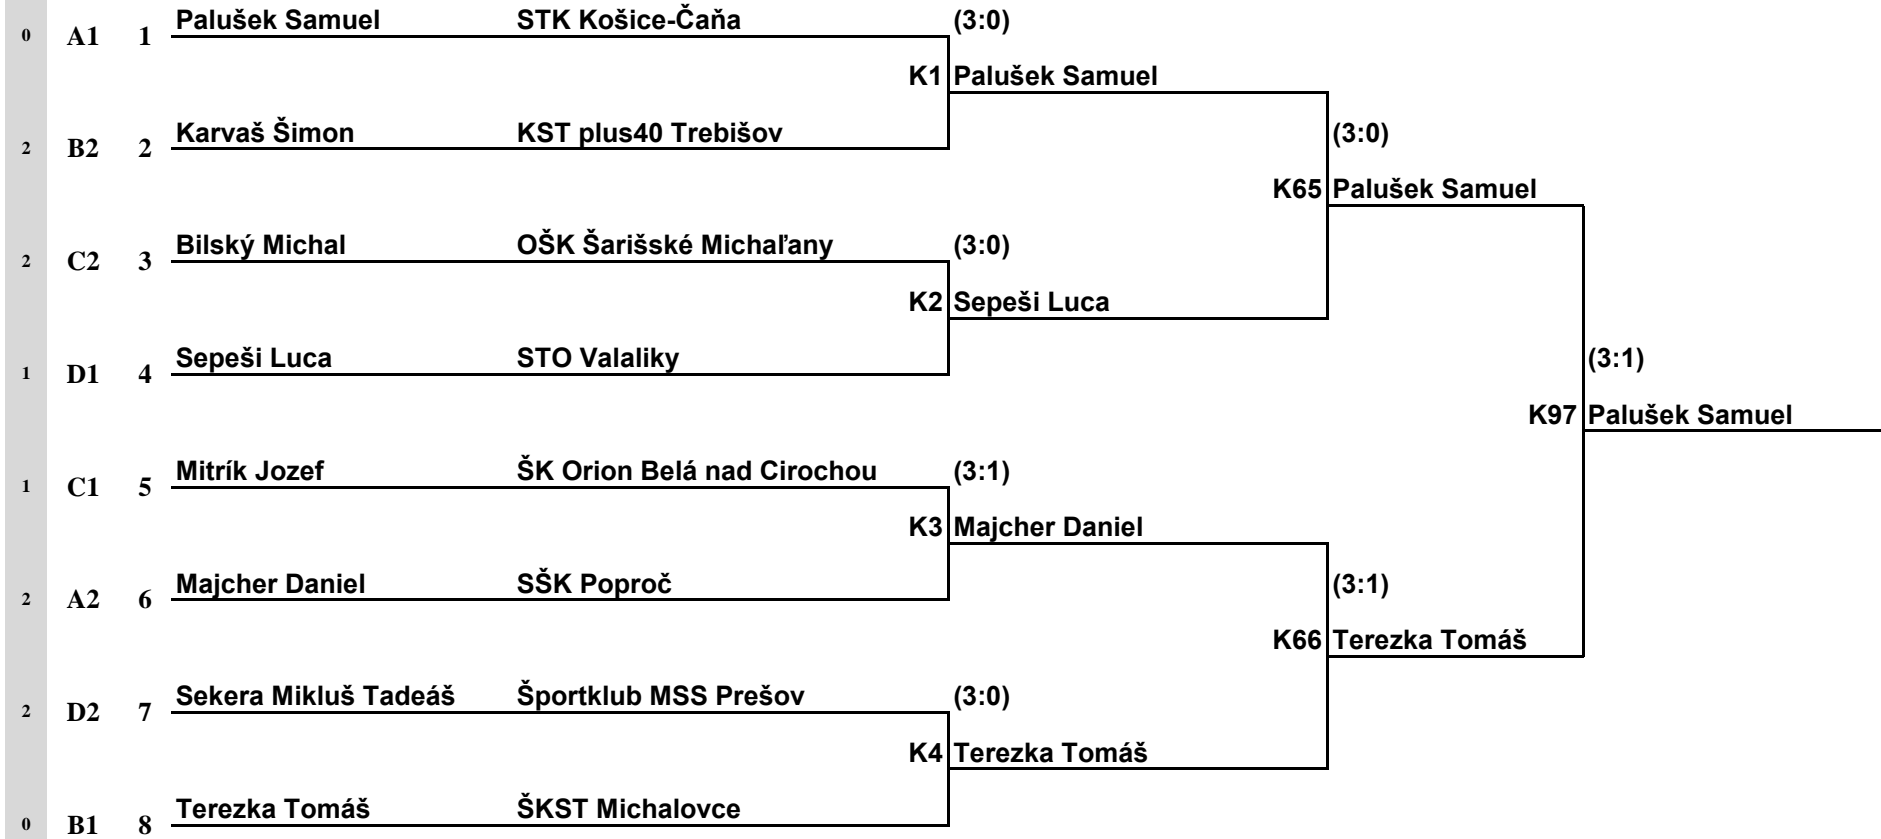 Palušek Samuel STK Košice-Čaňa (3:0)
0 A1 1
K1 Palušek Samuel
Karvaš Šimon KST plus40 Trebišov (3:0)
2 B2 2
K65 Palušek Samuel
Bilský Michal OŠK Šarišské Michaľany (3:0)
2 C2 3
K2 Sepeši Luca
Sepeši Luca STO Valaliky (3:1)
1 D1 4
K97 Palušek Samuel
Mitrík Jozef ŠK Orion Belá nad Cirochou (3:1)
1 C1 5
K3 Majcher Daniel
Majcher Daniel SŠK Poproč (3:1)
2 A2 6
K66 Terezka Tomáš
Sekera Mikluš Tadeáš Športklub MSS Prešov (3:0)
2 D2 7
K4 Terezka Tomáš
Terezka Tomáš ŠKST Michalovce
0 B1 8